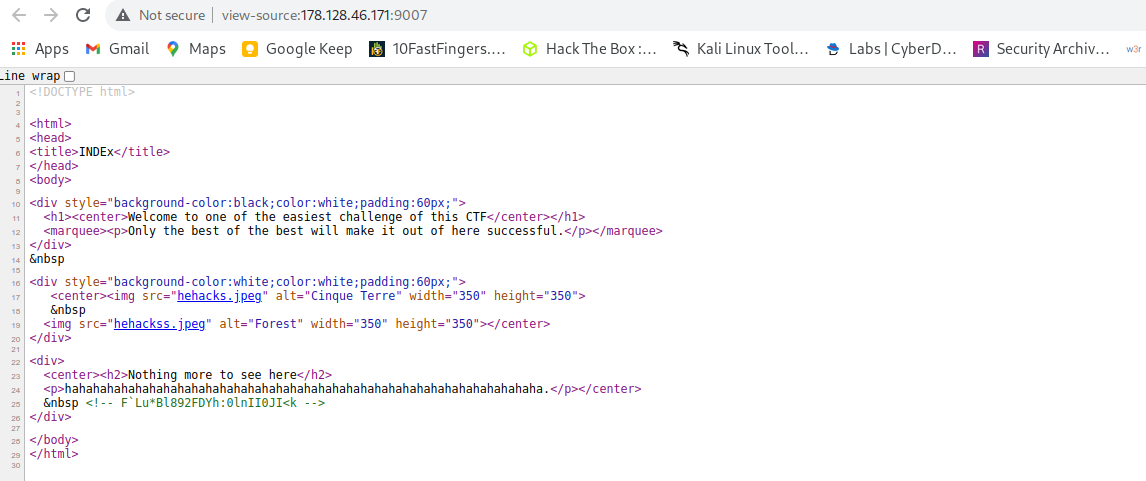 Not secure | view-source:178.128.46.171:9007
Apps Gmail Maps Google Keep 10FastFingers.… Hack The Box :… Kali Linux Tool… Labs | CyberD… Security Archiv… w3r
Line wrap
1 <!DOCTYPE html>
2
3
4 <html>
5 <head>
6 <title>INDEx</title>
7 </head>
8 <body>
9
10 <div style="background-color:black;color:white;padding:60px;">
11 <h1><center>Welcome to one of the easiest challenge of this CTF</center></h1>
12 <marquee><p>Only the best of the best will make it out of here successful.</p></marquee>
13 </div>
14 &nbsp
15
16 <div style="background-color:white;color:white;padding:60px;">
17 <center><img src="hehacks.jpeg" alt="Cinque Terre" width="350" height="350">
18 &nbsp
19 <img src="hehackss.jpeg" alt="Forest" width="350" height="350"></center>
20 </div>
21
22 <div>
23 <center><h2>Nothing more to see here</h2>
24 <p>hahahahahahahahahahahahahahahahahahahahahahahahahahahahahahahahahaha.</p></center>
25 &nbsp <!-- F`Lu*Bl892FDYh:0lnII0JI<k -->
26 </div>
27
28 </body>
29 </html>
30